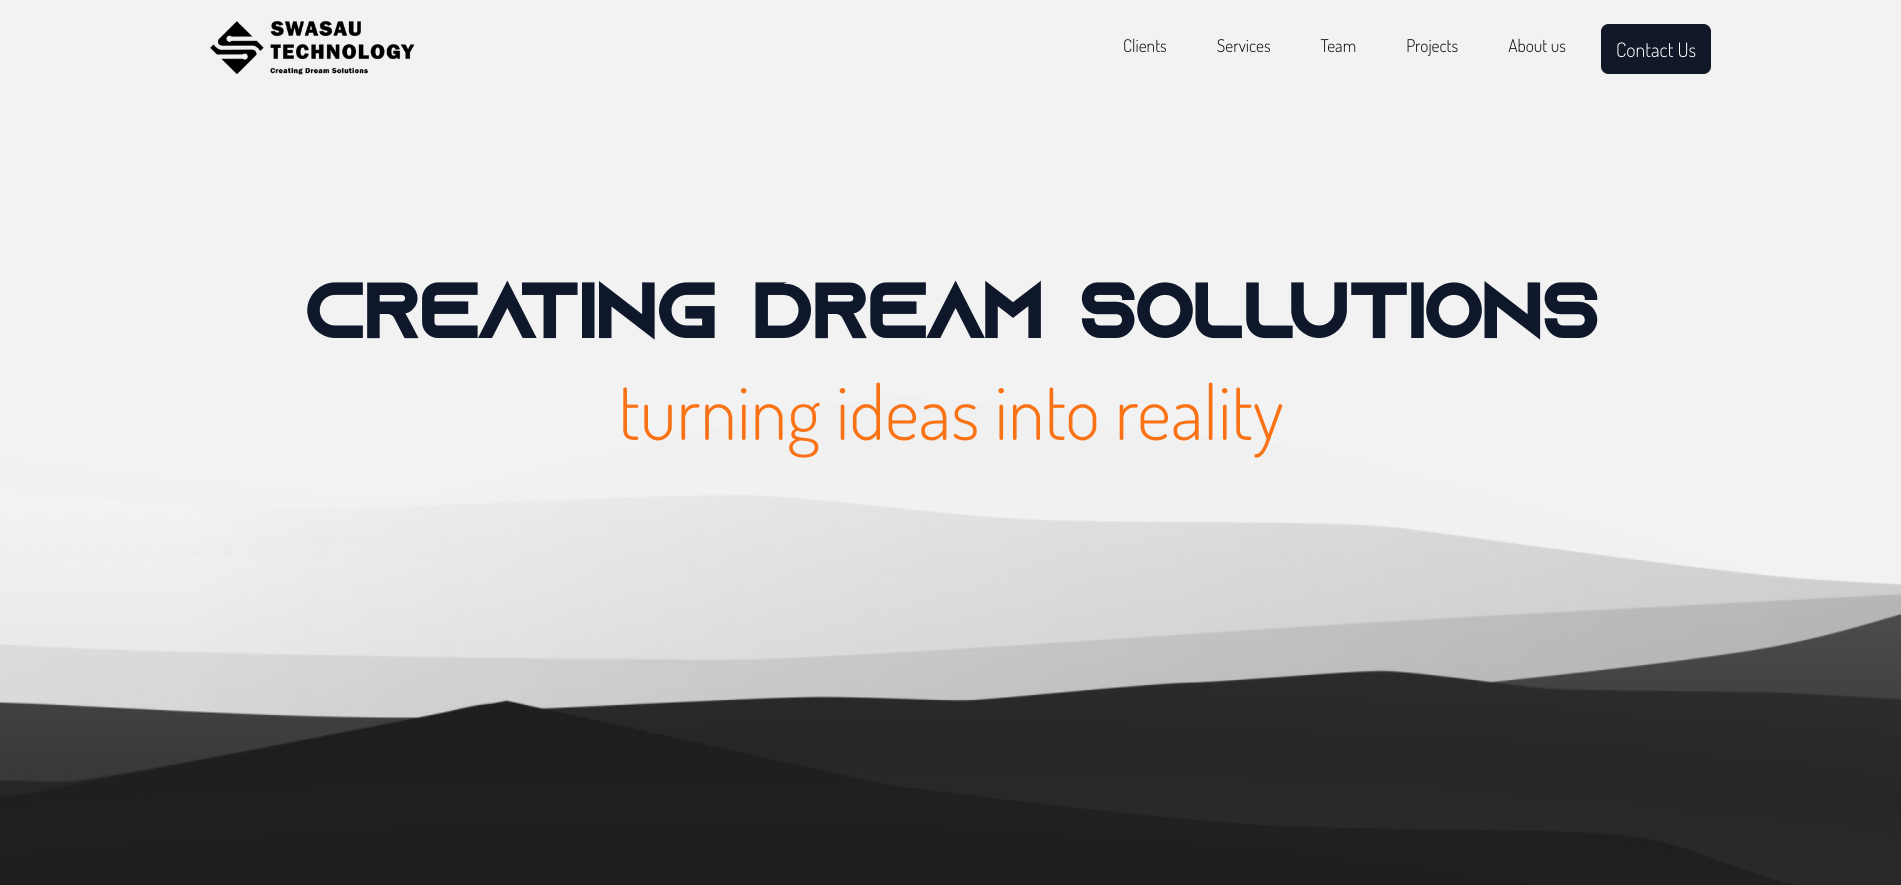 SWASAU
TECHNOLOGY
Creating Dream Solutions
Clients Services Team Projects About us Contact Us
CREATING DREAM SOLLUTIONS
turning ideas into reality